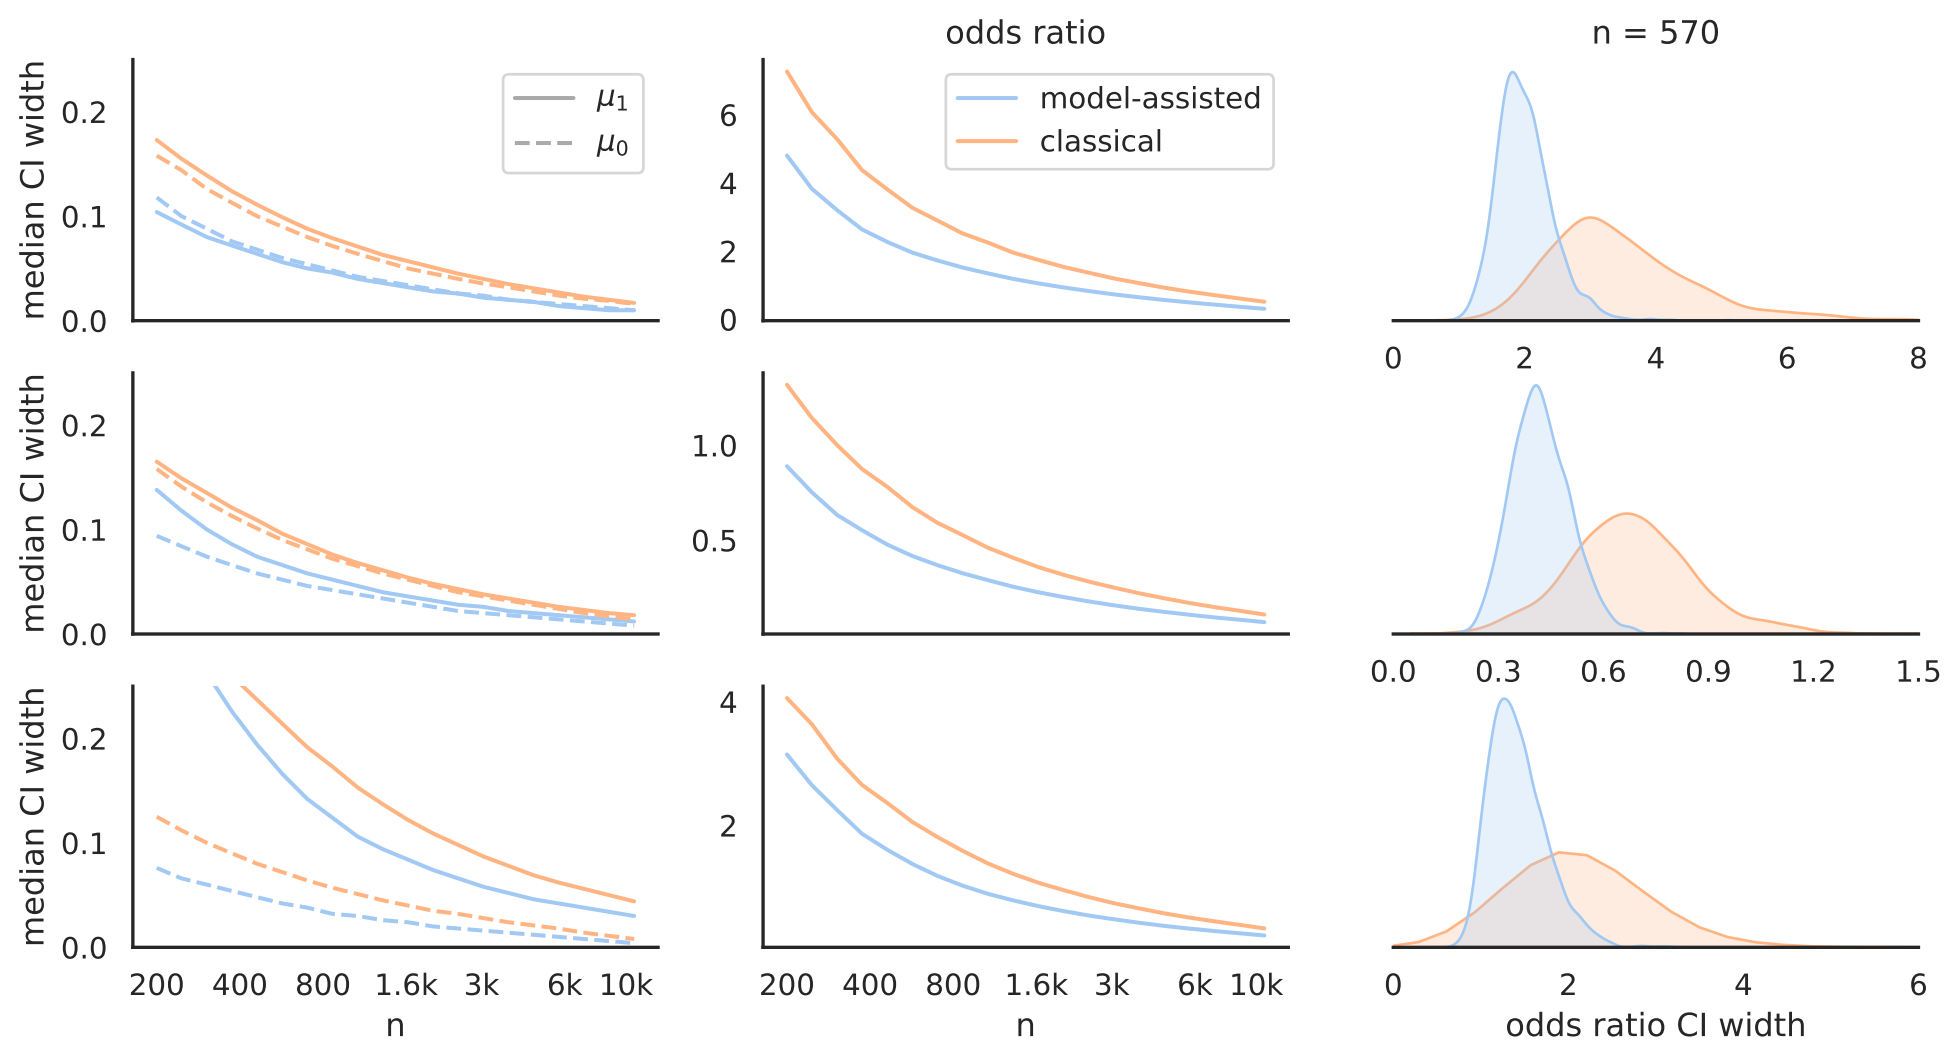 odds ratio
n = 570
median CI width
0.2
0.1
0.0
μ1
μ0
6
4
2
0
model-assisted
classical
0 2 4 6 8
median CI width
0.2
0.1
0.0
1.0
0.5
0.0 0.3 0.6 0.9 1.2 1.5
median CI width
0.2
0.1
0.0
200 400 800 1.6k 3k 6k 10k
n
4
2
200 400 800 1.6k 3k 6k 10k
n
0 2 4 6
odds ratio CI width